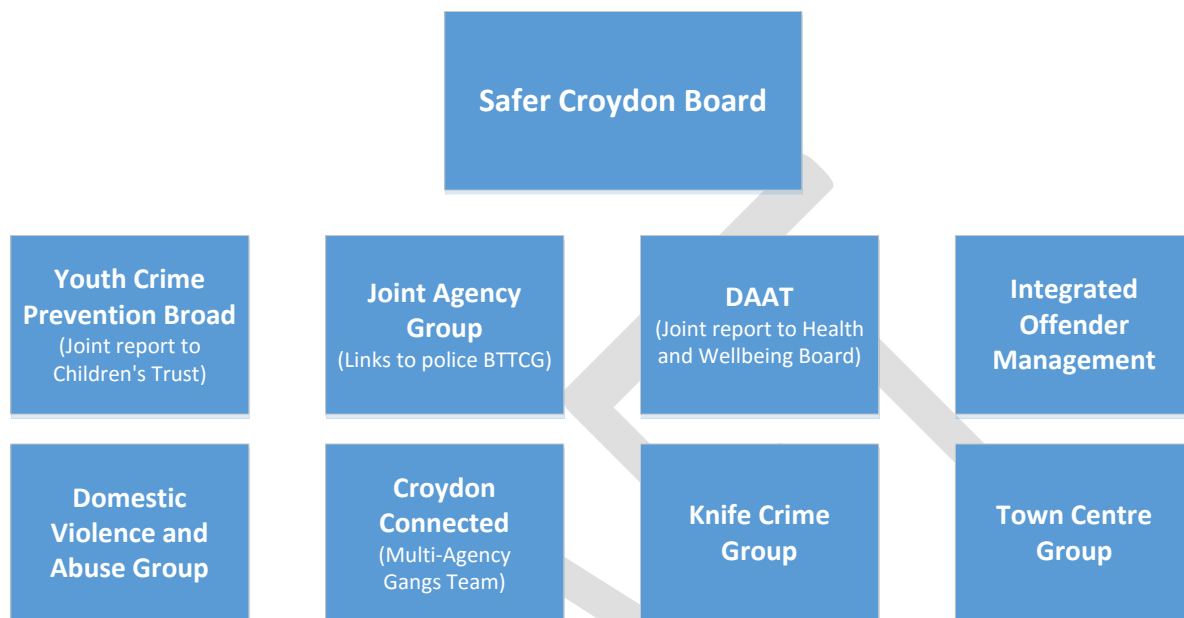 Safer Croydon Board
Youth Crime
Prevention Broad
(Joint report to
Children's Trust)
Joint Agency
Group
(Links to police BTTCG)
DAAT
(Joint report to Health
and Wellbeing Board)
Integrated
Offender
Management
Domestic
Violence and
Abuse Group
Croydon
Connected
(Multi-Agency
Gangs Team)
Knife Crime
Group
Town Centre
Group